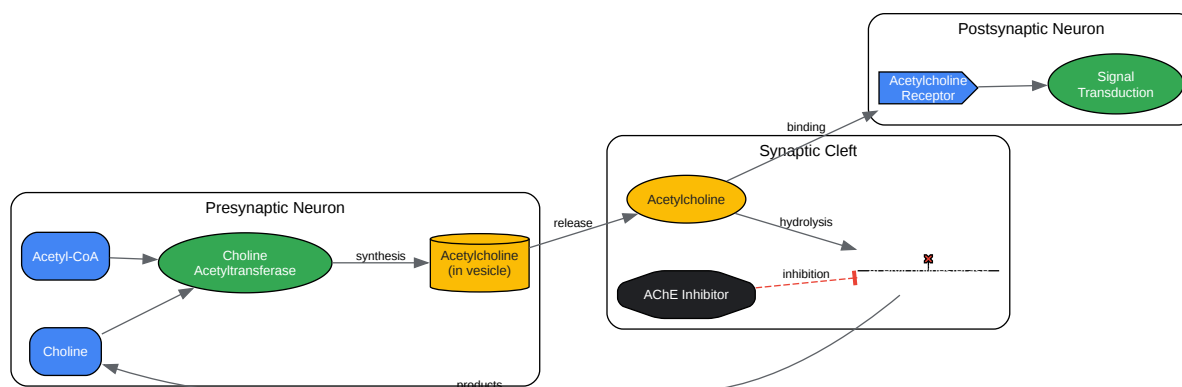 Postsynaptic Neuron
Acetylcholine
Receptor
Signal
Transduction
binding
Synaptic Cleft
Acetylcholine
hydrolysis
inhibition
AChE Inhibitor
release
Presynaptic Neuron
Acetyl-CoA
Choline
Acetyltransferase
synthesis
Acetylcholine
(in vesicle)
Choline
products